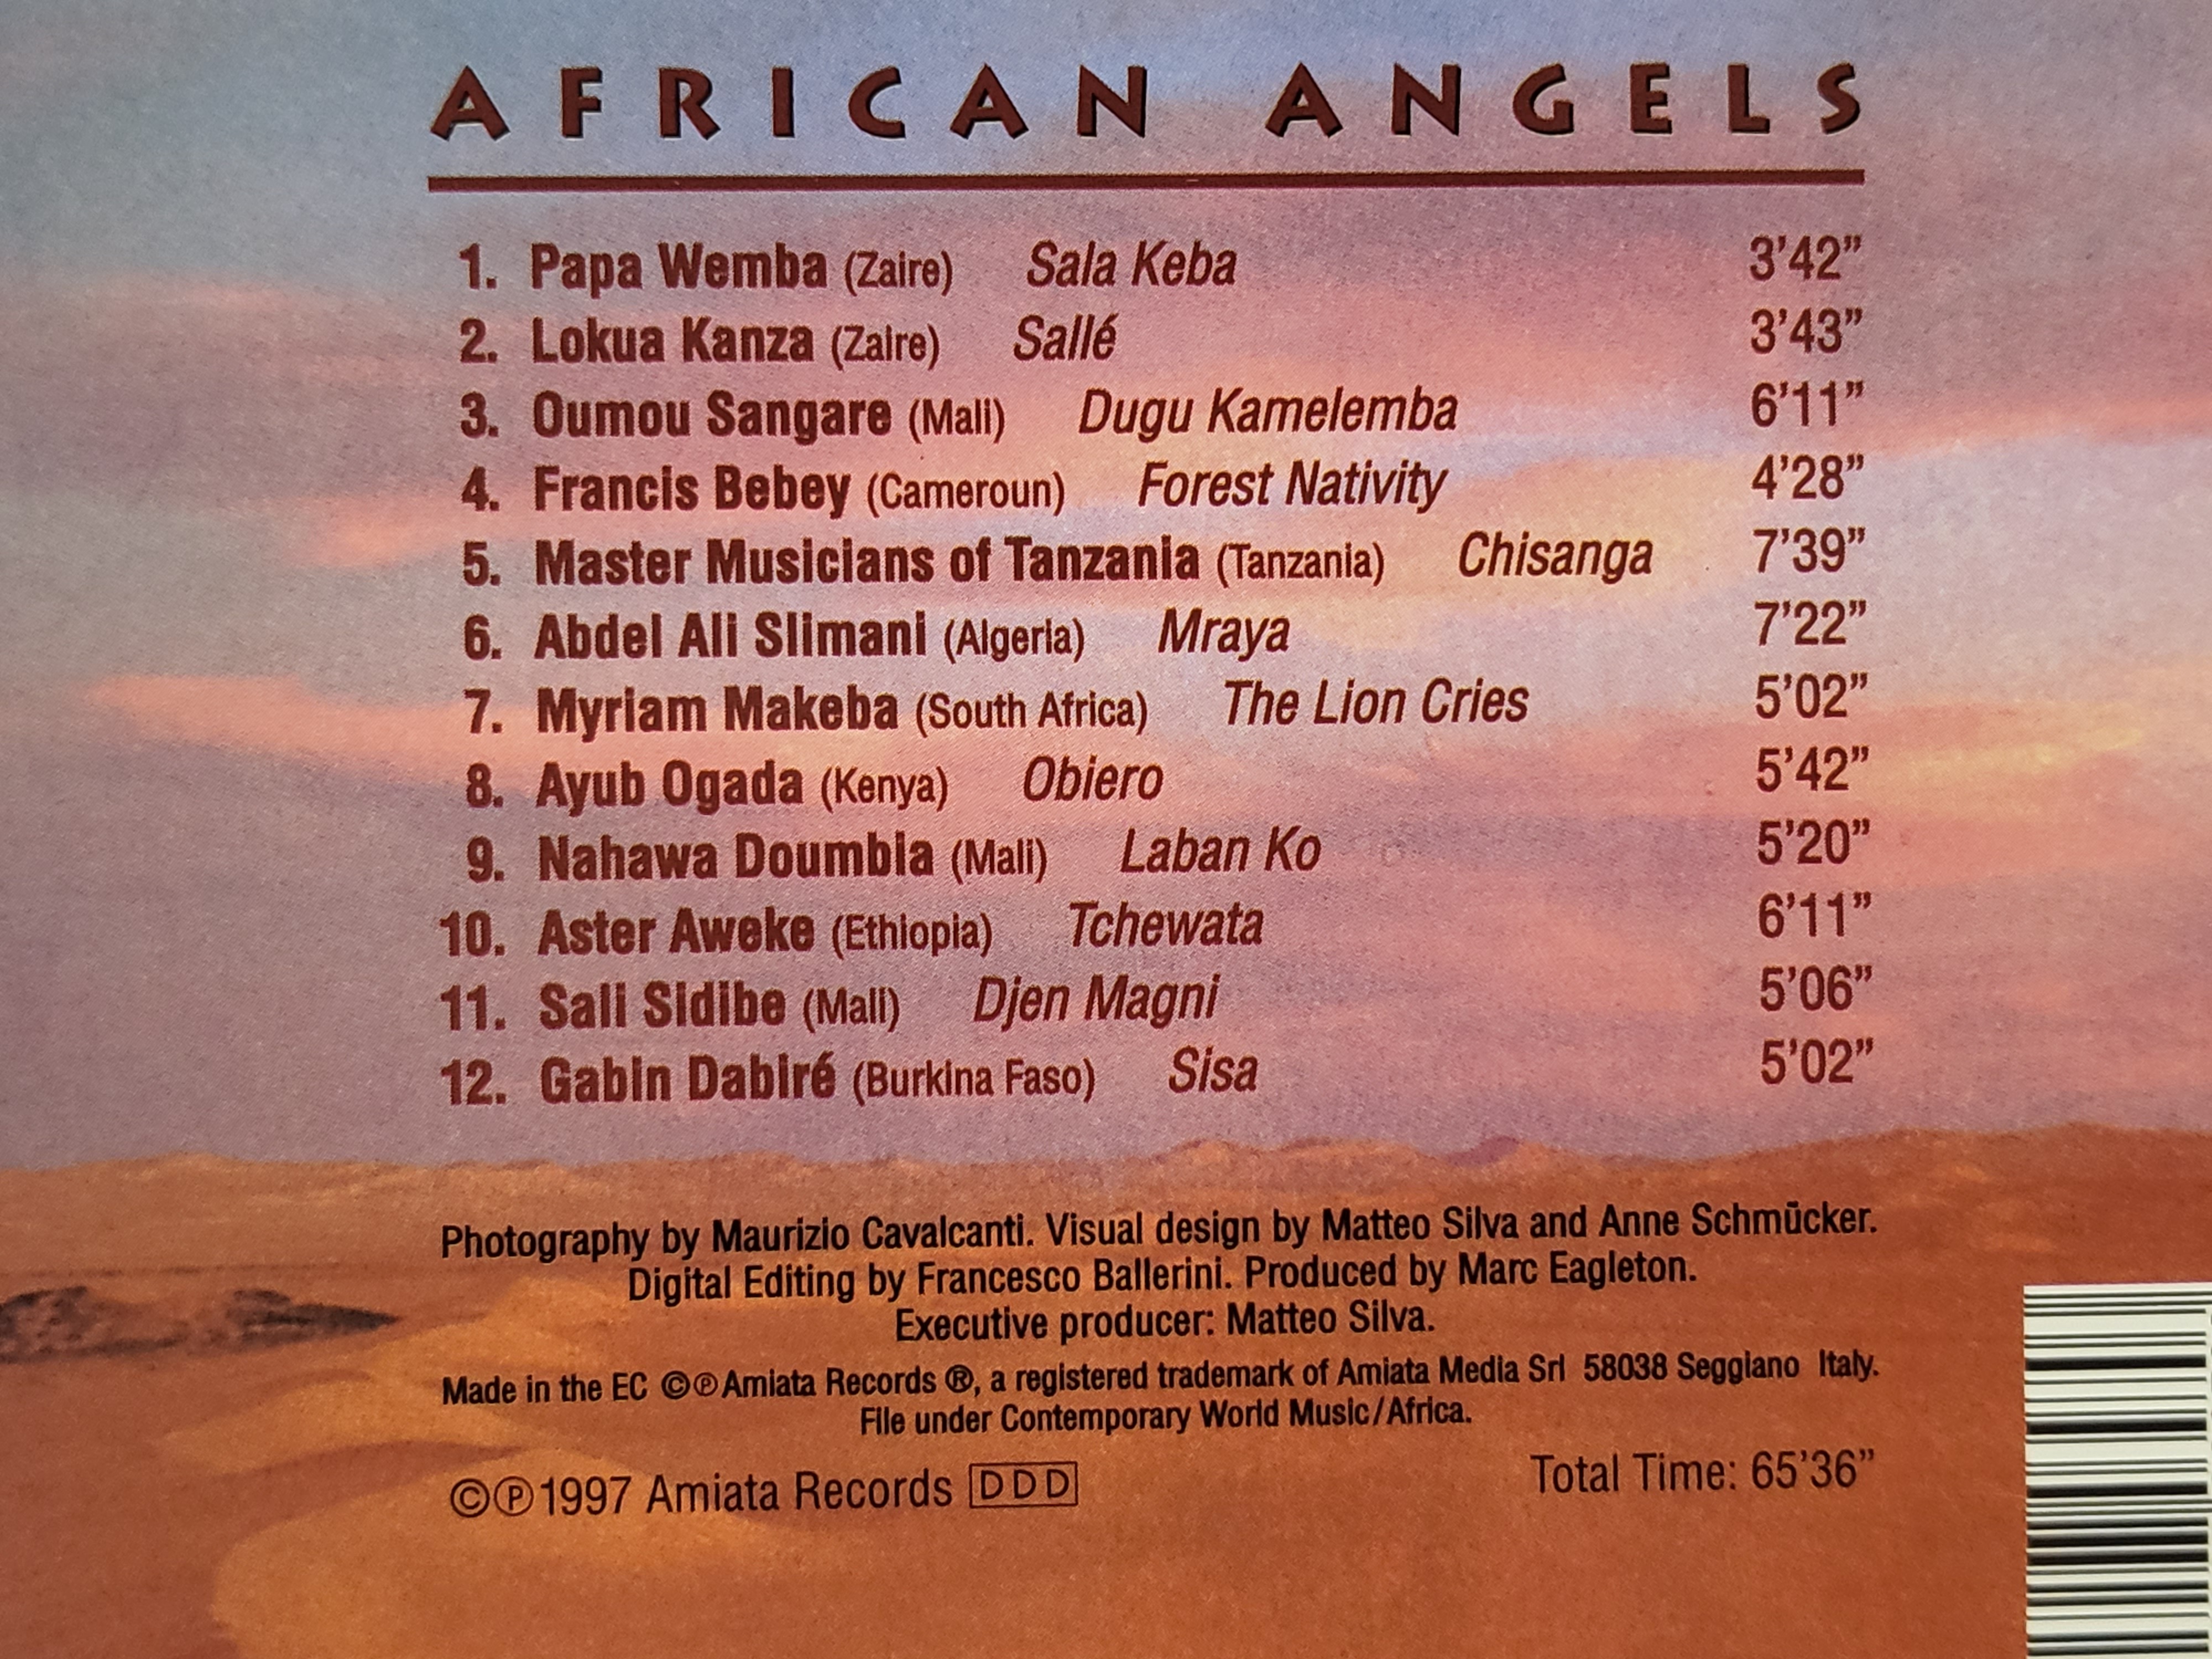 AFRICAN ANGELS
1. Papa Wemba (Zaire) Sala Keba 3’42”
2. Lokua Kanza (Zaire) Sallé 3’43”
3. Oumou Sangare (Mali) Dugu Kamelemba 6’11”
4. Francis Bebey (Cameroun) Forest Nativity 4’28”
5. Master Musicians of Tanzania (Tanzania) Chisanga 7’39”
6. Abdel Ali Slimani (Algeria) Mraya 7’22”
7. Myriam Makeba (South Africa) The Lion Cries 5’02”
8. Ayub Ogada (Kenya) Obiero 5’42”
9. Nahawa Doumbia (Mali) Laban Ko 5’20”
10. Aster Aweke (Ethiopia) Tchewata 6’11”
11. Sali Sidibe (Mali) Djen Magni 5’06”
12. Gabin Dabiré (Burkina Faso) Sisa 5’02”
Photography by Maurizio Cavalcanti. Visual design by Matteo Silva and Anne Schmücker.
Digital Editing by Francesco Ballerini. Produced by Marc Eagleton.
Executive producer: Matteo Silva.
Made in the EC ©℗ Amiata Records ®, a registered trademark of Amiata Media Srl 58038 Seggiano Italy.
File under Contemporary World Music/Africa.
©℗1997 Amiata Records DDD Total Time: 65’36”